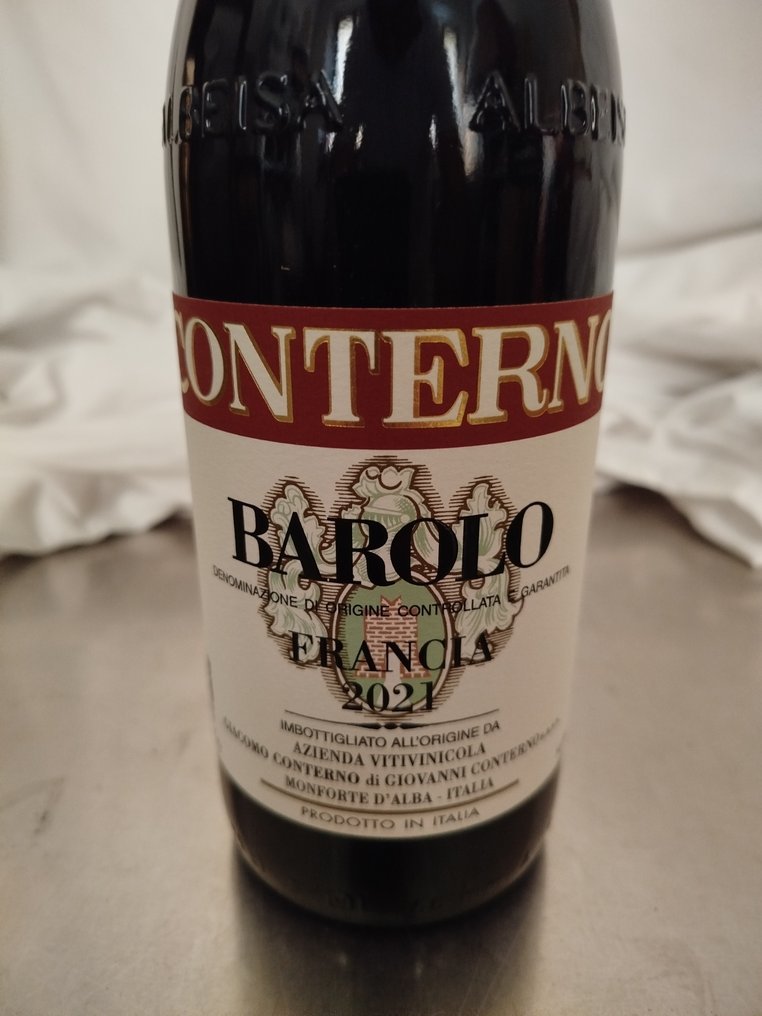 ALBEISA ALBEISA
CONTERNO
BAROLO
DENOMINAZIONE DI ORIGINE CONTROLLATA E GARANTITA
FRANCIA
2021
IMBOTTIGLIATO ALL'ORIGINE DA
AZIENDA VITIVINICOLA
GIACOMO CONTERNO di GIOVANNI CONTERNO
MONFORTE D'ALBA - ITALIA
PRODOTTO IN ITALIA